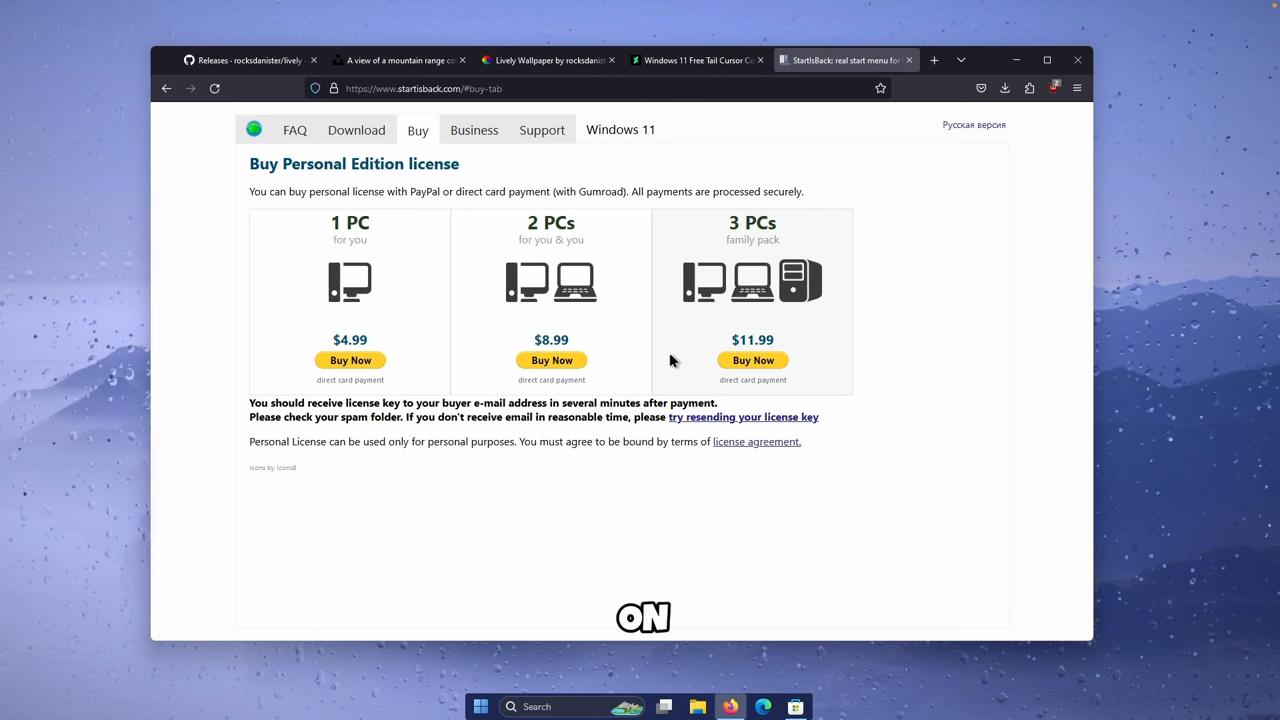 Releases · rocksdanister/lively
A view of a mountain range co
Lively Wallpaper by rocksdanist
Windows 11 Free Tail Cursor Co
StartIsBack: real start menu for
https://www.startisback.com/#buy-tab
2
FAQ
Download
Buy
Business
Support
Windows 11
Русская версия
Buy Personal Edition license
You can buy personal license with PayPal or direct card payment (with Gumroad). All payments are processed securely.
1 PC
for you
$4.99
Buy Now
direct card payment
2 PCs
for you & you
$8.99
Buy Now
direct card payment
3 PCs
family pack
$11.99
Buy Now
direct card payment
You should receive license key to your buyer e-mail address in several minutes after payment.
Please check your spam folder. If you don't receive email in reasonable time, please try resending your license key
Personal License can be used only for personal purposes. You must agree to be bound by terms of license agreement.
Icons by Icons8
ON
Search